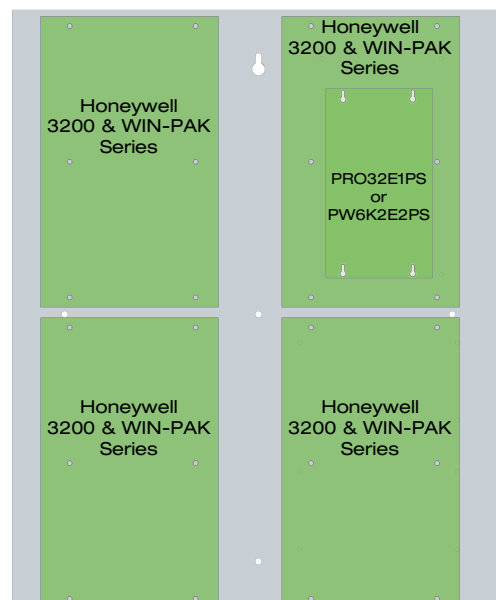 Honeywell
3200 & WIN-PAK
Series
Honeywell
3200 & WIN-PAK
Series
PRO32E1PS
or
PW6K2E2PS
Honeywell
3200 & WIN-PAK
Series
Honeywell
3200 & WIN-PAK
Series